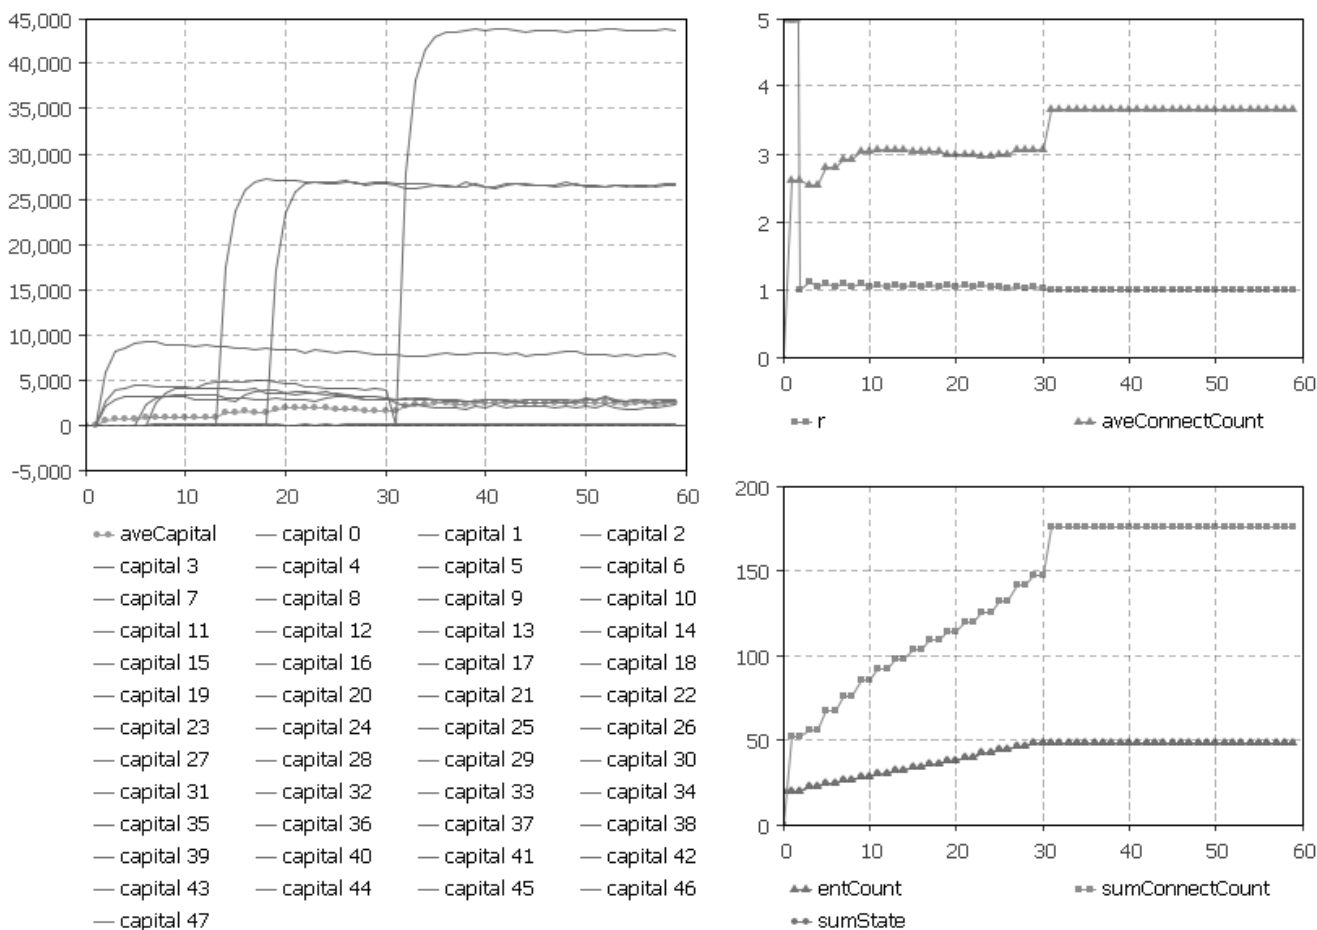 45,000
40,000
35,000
30,000
25,000
20,000
15,000
10,000
5,000
0
-5,000
0 10 20 30 40 50 60
aveCapital capital 0 capital 1 capital 2
capital 3 capital 4 capital 5 capital 6
capital 7 capital 8 capital 9 capital 10
capital 11 capital 12 capital 13 capital 14
capital 15 capital 16 capital 17 capital 18
capital 19 capital 20 capital 21 capital 22
capital 23 capital 24 capital 25 capital 26
capital 27 capital 28 capital 29 capital 30
capital 31 capital 32 capital 33 capital 34
capital 35 capital 36 capital 37 capital 38
capital 39 capital 40 capital 41 capital 42
capital 43 capital 44 capital 45 capital 46
capital 47
5
4
3
2
1
0
0 10 20 30 40 50 60
r aveConnectCount
200
150
100
50
0
0 10 20 30 40 50 60
entCount sumConnectCount
sumState